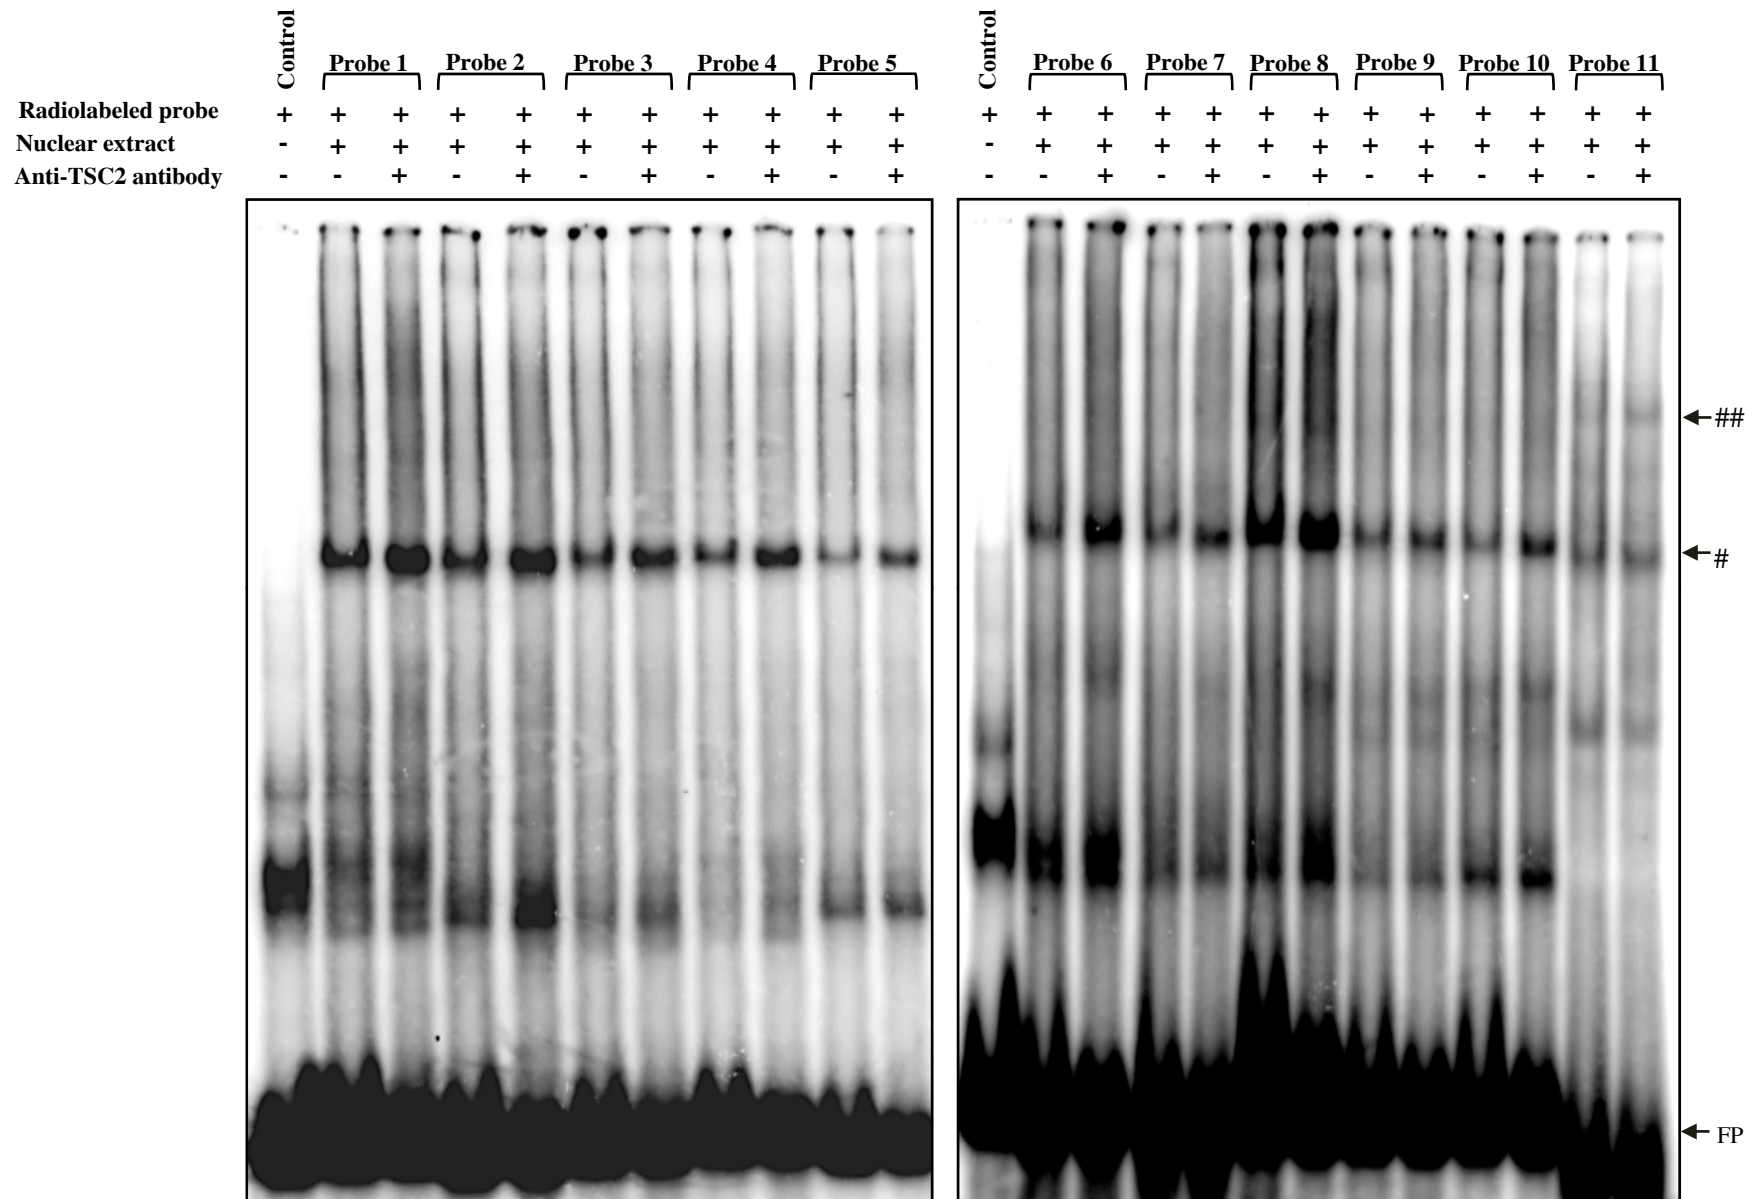 Control Probe 1 Probe 2 Probe 3 Probe 4 Probe 5 Control Probe 6 Probe 7 Probe 8 Probe 9 Probe 10 Probe 11
Radiolabeled probe + + + + + + + + + + + + + + + + + + + + + + + +
Nuclear extract - + + + + + + + + + + - + + + + + + + + + + + +
Anti-TSC2 antibody - - + - + - + - + - + - - + - + - + - + - + - +
##
#
FP